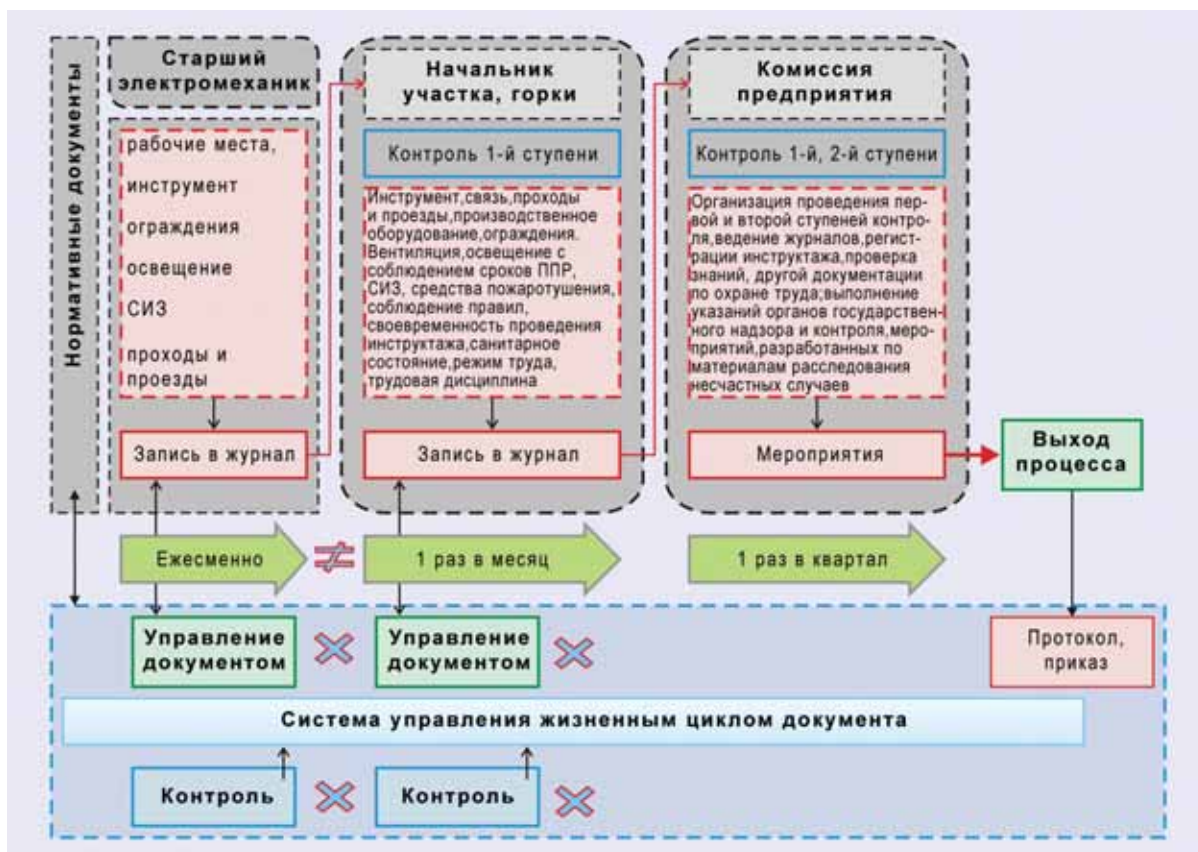 Нормативные документы
Старший
электромеханик
рабочие места,
инструмент
ограждения
освещение
СИЗ
проходы и
проезды
Запись в журнал
Начальник
участка, горки
Контроль 1-й ступени
Инструмент,связь,проходы
и проезды,производственное
оборудование,ограждения.
Вентиляция,освещение с
соблюдением сроков ППР,
СИЗ, средства пожаротушения,
соблюдение правил,
своевременность проведения
инструктажа,санитарное
состояние,режим труда,
трудовая дисциплина
Запись в журнал
Комиссия
предприятия
Контроль 1-й, 2-й ступени
Организация проведения пер-
вой и второй ступеней контро-
ля,ведение журналов,регист-
рации инструктажа,проверка
знаний, другой документации
по охране труда;выполнение
указаний органов государствен-
ного надзора и контроля,меро-
приятий,разработанных по
материалам расследования
несчастных случаев
Мероприятия
Выход
процесса
Ежесменно
≠
1 раз в месяц
1 раз в квартал
Управление
документом
Управление
документом
Протокол,
приказ
Система управления жизненным циклом документа
Контроль
Контроль